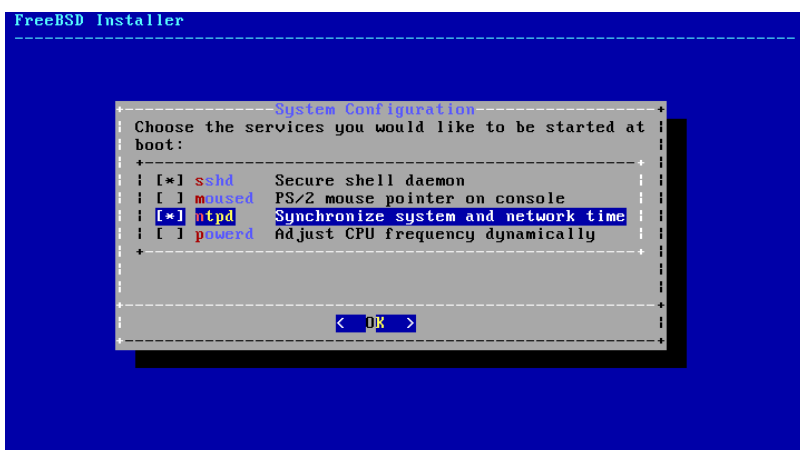 FreeBSD Installer
System Configuration
Choose the services you would like to be started at
boot:
[*] sshd Secure shell daemon
[ ] moused PS/2 mouse pointer on console
[*] ntpd Synchronize system and network time
[ ] powerd Adjust CPU frequency dynamically
< OK >